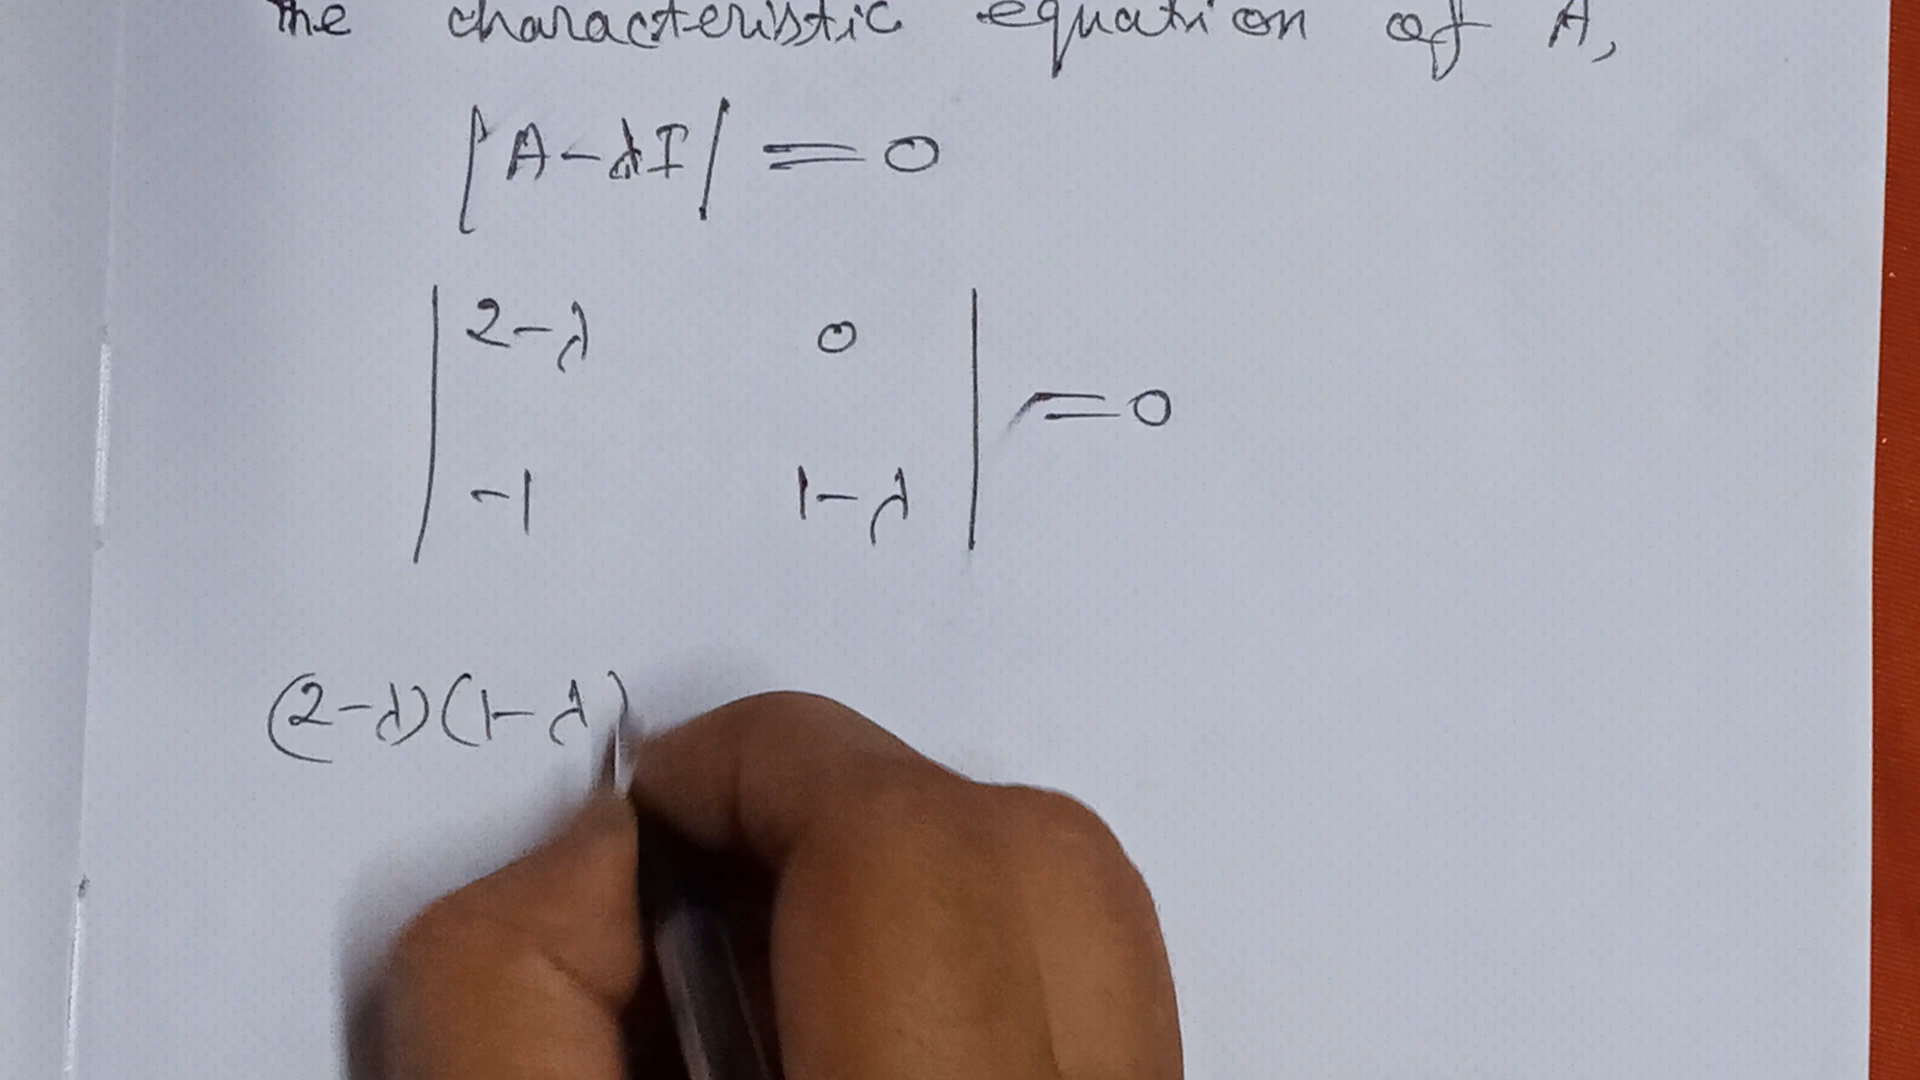 The characteristic equation of A,
|A-λI| = 0
|2-λ 0|
=0
|-1 1-λ|
(2-λ)(1-λ)